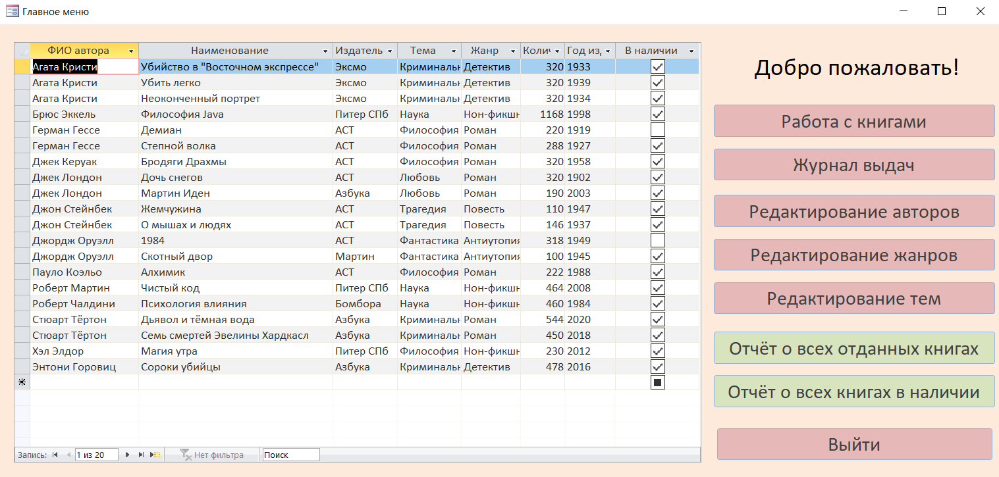 Главное меню
ФИО автора Наименование Издатель Тема Жанр Колич Год из, В наличии
Агата Кристи Убийство в "Восточном экспрессе" Эксмо Криминальн Детектив 320 1933
Агата Кристи Убить легко Эксмо Криминальн Детектив 320 1939
Агата Кристи Неоконченный портрет Эксмо Криминальн Детектив 320 1934
Брюс Эккель Философия Java Питер СПб Наука Нон-фикшн 1168 1998
Герман Гессе Демиан АСТ Философия Роман 220 1919
Герман Гессе Степной волка АСТ Философия Роман 288 1927
Джек Керуак Бродяги Драхмы АСТ Философия Роман 320 1958
Джек Лондон Дочь снегов АСТ Любовь Роман 320 1902
Джек Лондон Мартин Иден Азбука Любовь Роман 190 2003
Джон Стейнбек Жемчужина АСТ Трагедия Повесть 110 1947
Джон Стейнбек О мышах и людях АСТ Трагедия Повесть 146 1937
Джордж Оруэлл 1984 АСТ Фантастика Антиутопия 318 1949
Джордж Оруэлл Скотный двор Мартин Фантастика Антиутопия 100 1945
Пауло Коэльо Алхимик АСТ Философия Роман 222 1988
Роберт Мартин Чистый код Питер СПб Наука Нон-фикшн 464 2008
Роберт Чалдини Психология влияния Бомбора Наука Нон-фикшн 460 1984
Стюарт Тёртон Дьявол и тёмная вода Азбука Криминальн Роман 544 2020
Стюарт Тёртон Семь смертей Эвелины Хардкасл Азбука Криминальн Роман 450 2018
Хэл Элдор Магия утра Питер СПб Философия Нон-фикшн 230 2012
Энтони Горовиц Сороки убийцы Азбука Криминальн Детектив 478 2016
Запись: 1 из 20 Нет фильтра Поиск
Добро пожаловать!
Работа с книгами
Журнал выдач
Редактирование авторов
Редактирование жанров
Редактирование тем
Отчёт о всех отданных книгах
Отчёт о всех книгах в наличии
Выйти